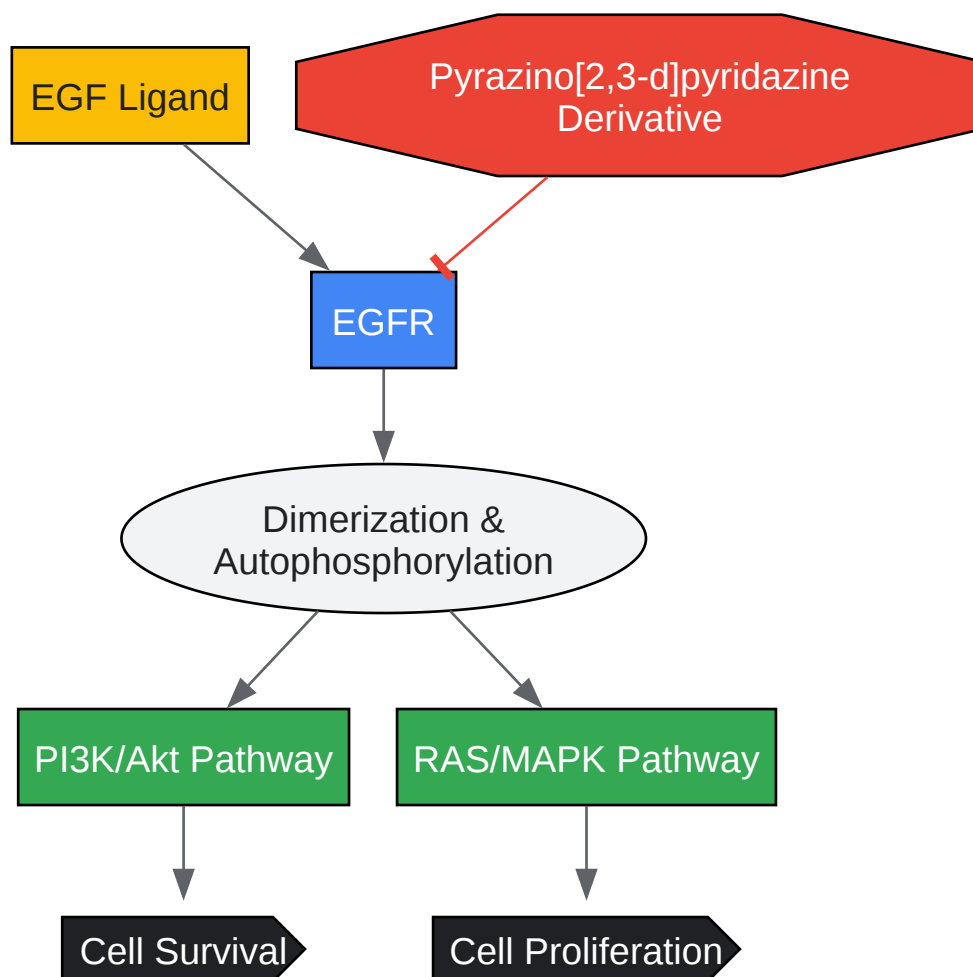 EGF Ligand
Pyrazino[2,3-d]pyridazine
Derivative
EGFR
Dimerization &
Autophosphorylation
PI3K/Akt Pathway
RAS/MAPK Pathway
Cell Survival
Cell Proliferation